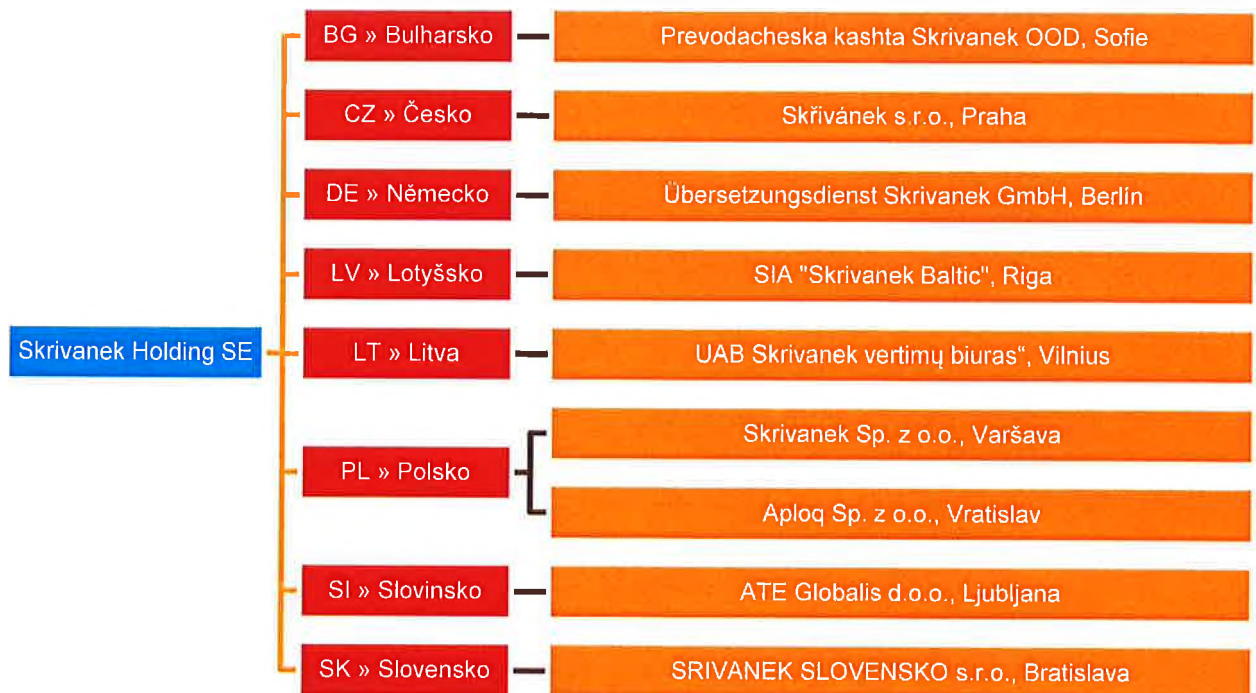 BG » Bulharsko
Prevodacheska kashta Skrivanek OOD, Sofie
CZ » Česko
Skřivánek s.r.o., Praha
DE » Německo
Übersetzungsdienst Skrivanek GmbH, Berlín
LV » Lotyšsko
SIA "Skrivanek Baltic", Riga
Skrivanek Holding SE
LT » Litva
UAB Skrivanek vertimų biuras“, Vilnius
PL » Polsko
Skrivanek Sp. z o.o., Varšava
Aploq Sp. z o.o., Vratislav
SI » Slovinsko
ATE Globalis d.o.o., Ljubljana
SK » Slovensko
SRIVANEK SLOVENSKO s.r.o., Bratislava